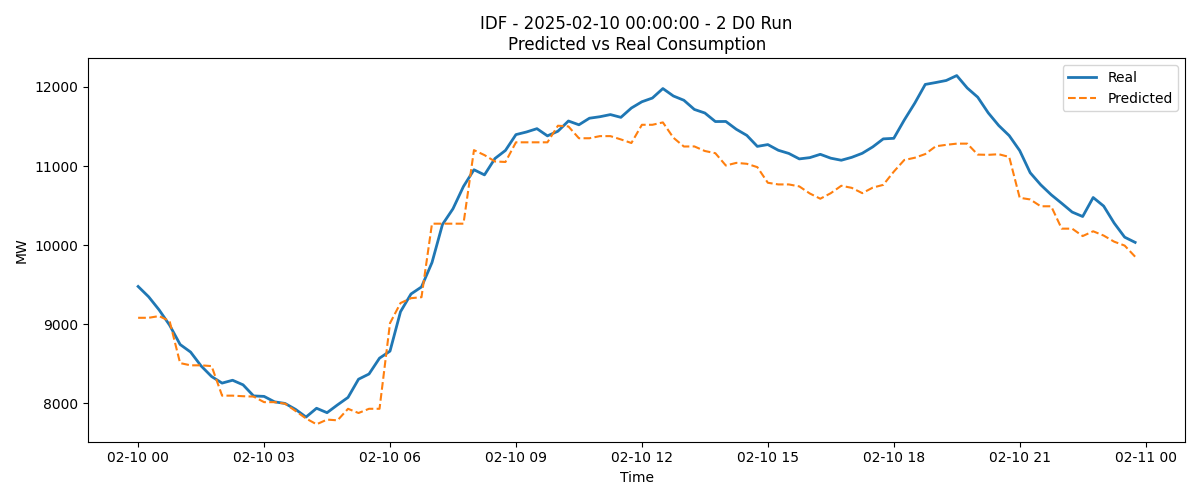 IDF - 2025-02-10 00:00:00 - 2 D0 Run
Predicted vs Real Consumption
Real
Predicted
12000
11000
10000
9000
8000
MW
02-10 00 02-10 03 02-10 06 02-10 09 02-10 12 02-10 15 02-10 18 02-10 21 02-11 00
Time